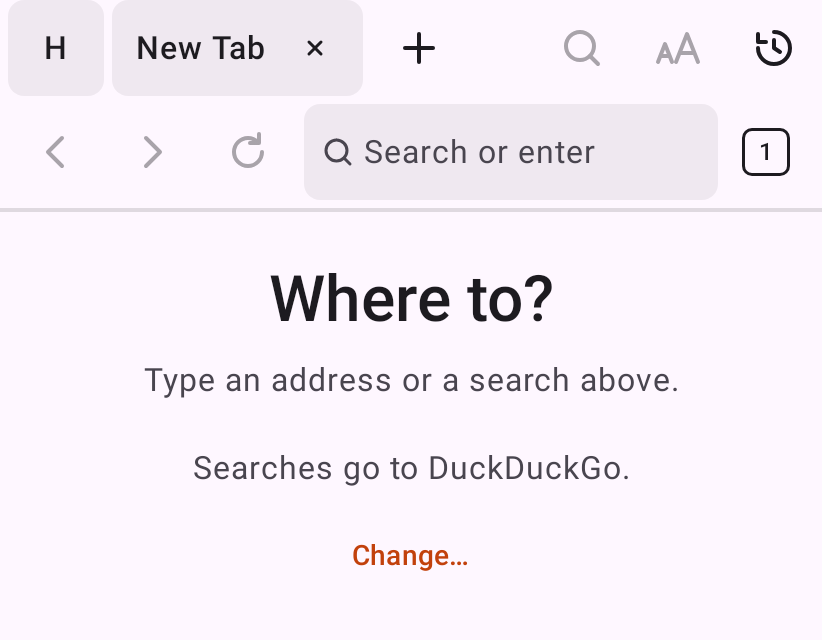 H
New Tab
AA
Search or enter
1
Where to?
Type an address or a search above.
Searches go to DuckDuckGo.
Change…